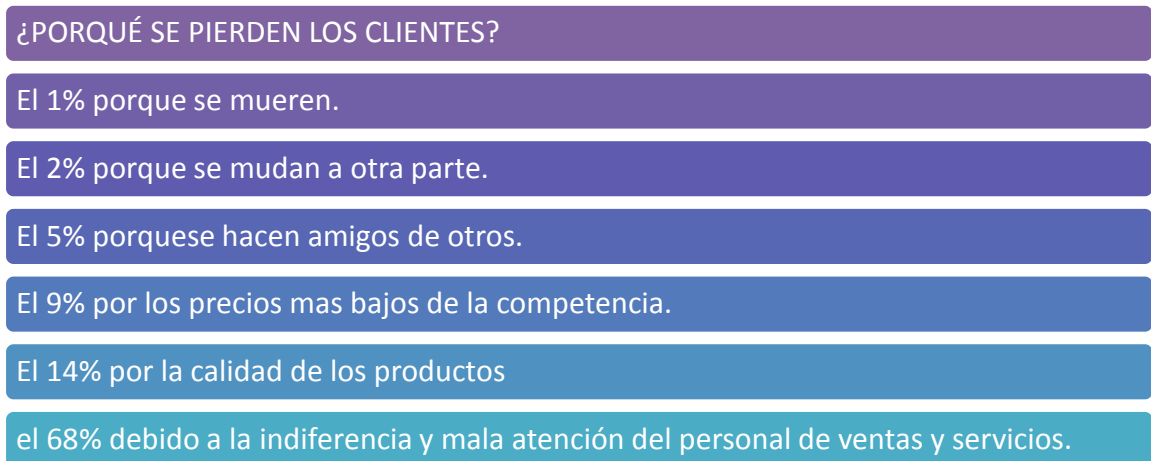 ¿PORQUÉ SE PIERDEN LOS CLIENTES?
El 1% porque se mueren.
El 2% porque se mudan a otra parte.
El 5% porquese hacen amigos de otros.
El 9% por los precios mas bajos de la competencia.
El 14% por la calidad de los productos
el 68% debido a la indiferencia y mala atención del personal de ventas y servicios.